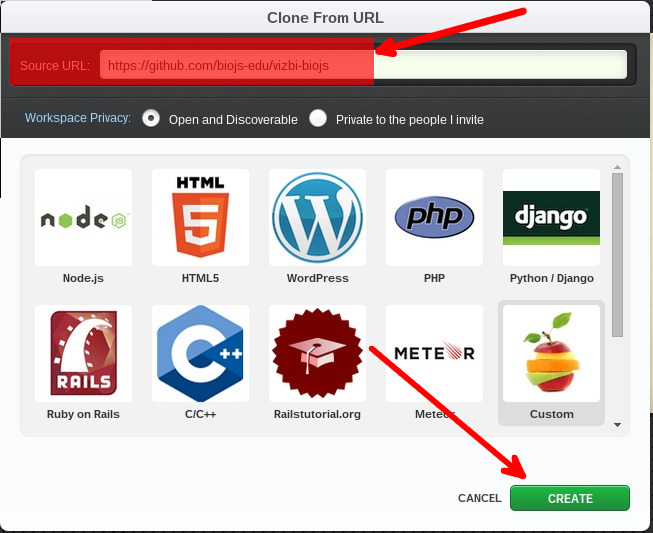 Clone From URL
Source URL: https://github.com/biojs-edu/vizbi-biojs
Workspace Privacy: Open and Discoverable Private to the people I invite
node JS
HTML
5
W
php
django
Node.js HTML5 WordPress PHP Python / Django
RAILS
C++
METEOR
Ruby on Rails C/C++ Railstutorial.org Meteor Custom
CANCEL CREATE